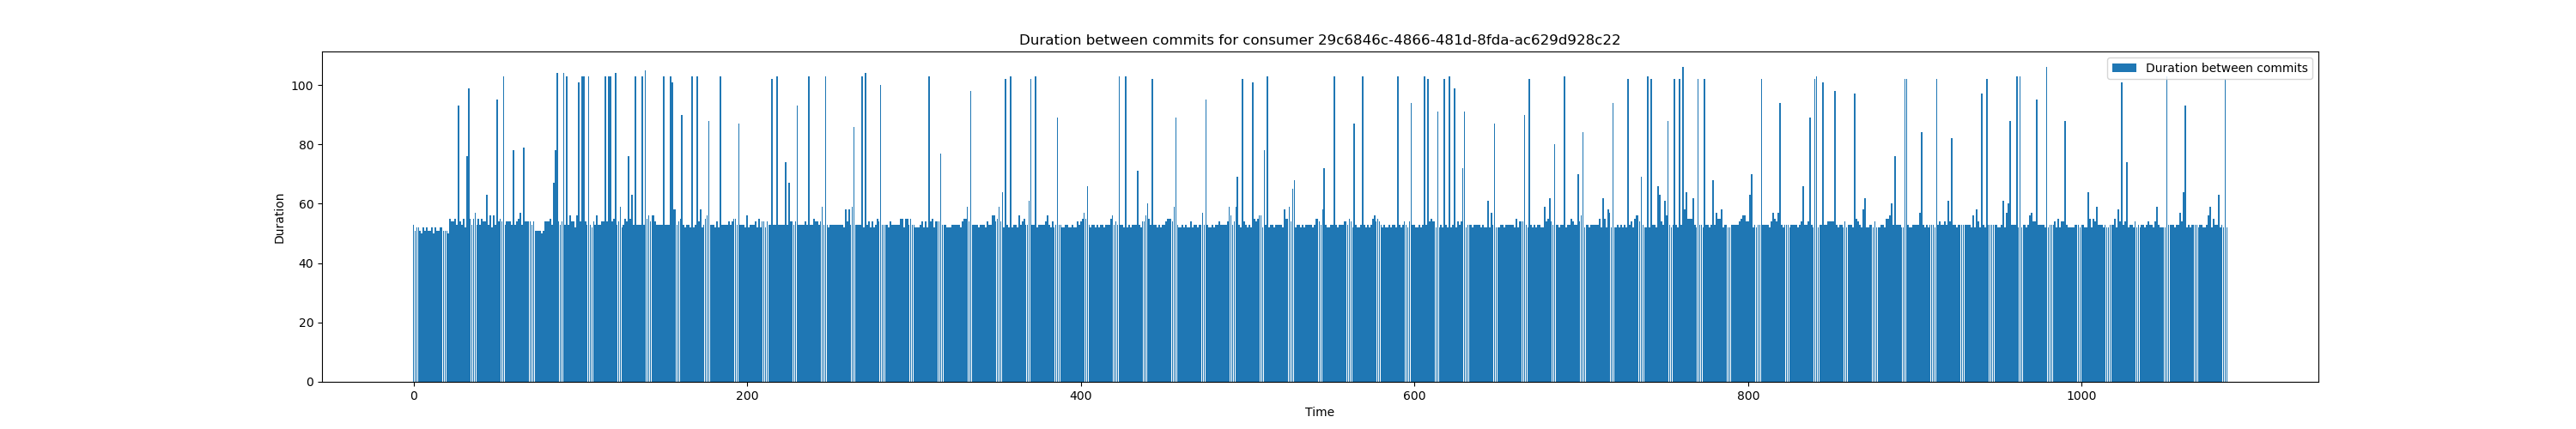 Duration between commits for consumer 29c6846c-4866-481d-8fda-ac629d928c22
Duration between commits
100
80
60
40
20
0
Duration
0 200 400 600 800 1000
Time